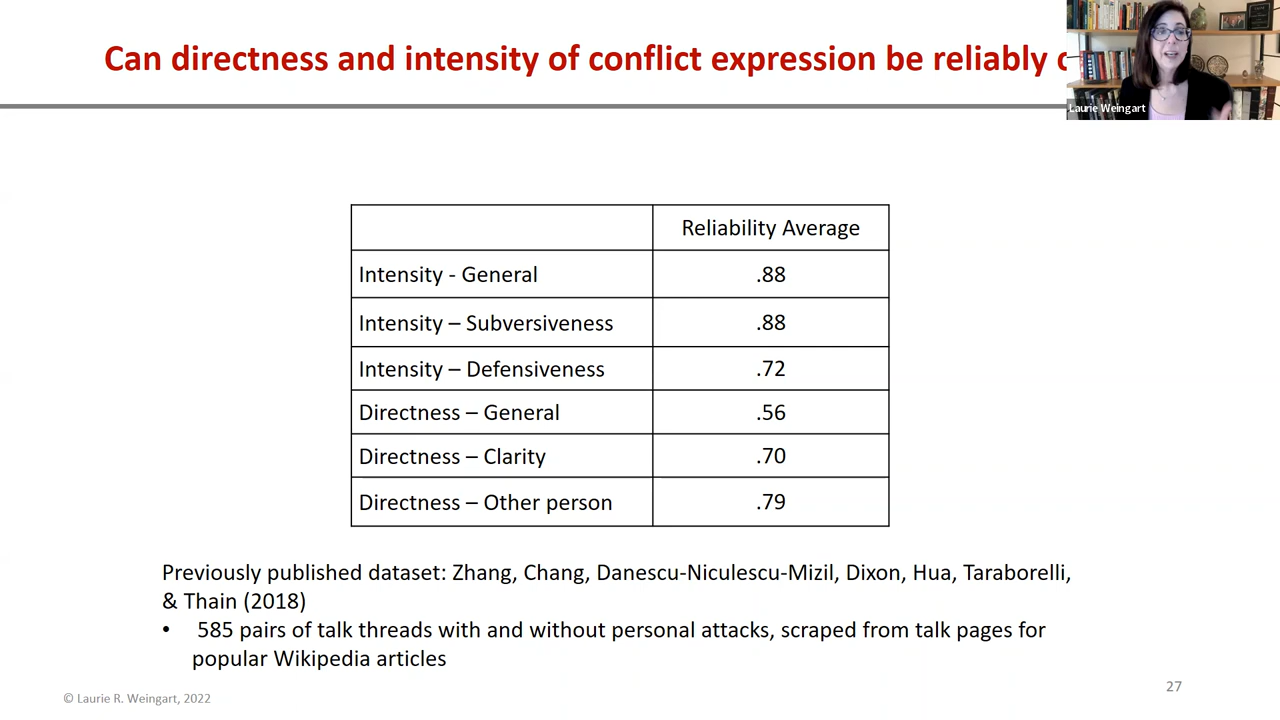 Can directness and intensity of conflict expression be reliably
Laurie Weingart
Reliability Average
Intensity - General .88
Intensity – Subversiveness .88
Intensity – Defensiveness .72
Directness – General .56
Directness – Clarity .70
Directness – Other person .79
Previously published dataset: Zhang, Chang, Danescu-Niculescu-Mizil, Dixon, Hua, Taraborelli,
& Thain (2018)
• 585 pairs of talk threads with and without personal attacks, scraped from talk pages for
popular Wikipedia articles
© Laurie R. Weingart, 2022
27